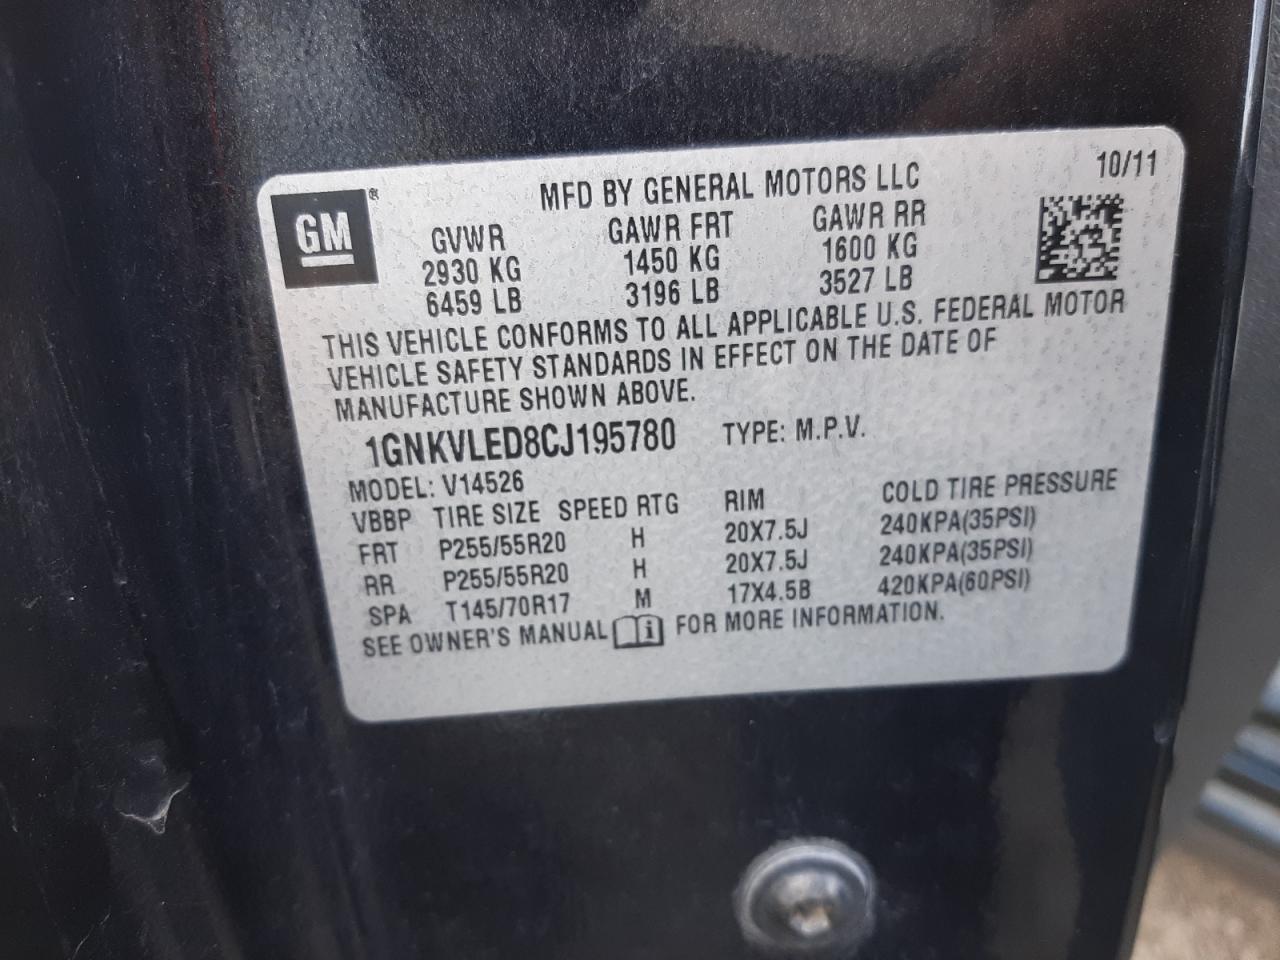 GM®
MFD BY GENERAL MOTORS LLC 10/11
GVWR GAWR FRT GAWR RR
2930 KG 1450 KG 1600 KG
6459 LB 3196 LB 3527 LB
THIS VEHICLE CONFORMS TO ALL APPLICABLE U.S. FEDERAL MOTOR
VEHICLE SAFETY STANDARDS IN EFFECT ON THE DATE OF
MANUFACTURE SHOWN ABOVE.
1GNKVLED8CJ195780 TYPE: M.P.V.
MODEL: V14526
VBBP TIRE SIZE SPEED RTG RIM COLD TIRE PRESSURE
FRT P255/55R20 H 20X7.5J 240KPA(35PSI)
RR P255/55R20 H 20X7.5J 240KPA(35PSI)
SPA T145/70R17 M 17X4.5B 420KPA(60PSI)
SEE OWNER'S MANUAL i FOR MORE INFORMATION.